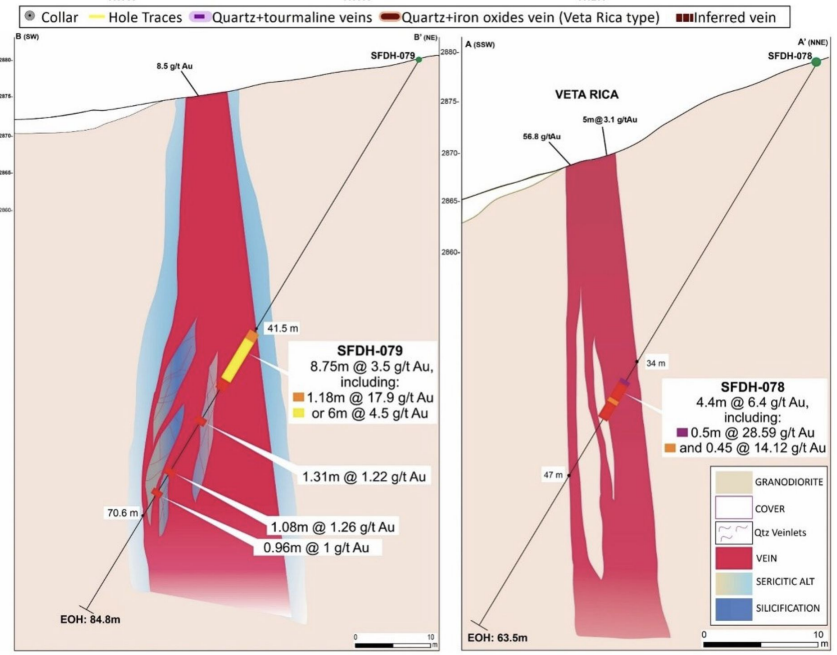 Collar Hole Traces Quartz+tourmaline veins Quartz+iron oxides vein (Veta Rica type) Inferred vein
B (SW)
B' (NE)
SFDH-079
8.5 g/t Au
2875
2870
2865
41.5 m
SFDH-079
8.75m @ 3.5 g/t Au,
including:
1.18m @ 17.9 g/t Au
or 6m @ 4.5 g/t Au
1.31m @ 1.22 g/t Au
70.6 m
1.08m @ 1.26 g/t Au
0.96m @ 1 g/t Au
EOH: 84.8m
0 10
m
A (SSW)
A' (NNE)
2880
SFDH-078
VETA RICA
2875
5m@3.1 g/tAu
56.8 g/tAu
2870
2865
2860
34 m
SFDH-078
4.4m @ 6.4 g/t Au,
including:
0.5m @ 28.59 g/t Au
and 0.45 @ 14.12 g/t Au
47 m
GRANODIORITE
COVER
Qtz Veinlets
VEIN
SERICITIC ALT
SILICIFICATION
EOH: 63.5m
0 10
m